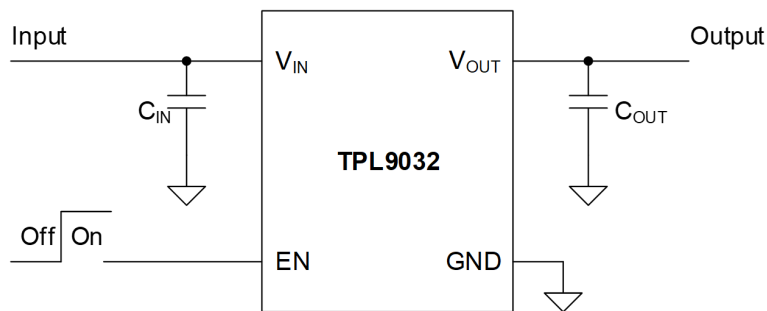 Input
Output
VIN
VOUT
CIN
COUT
TPL9032
Off On
EN
GND